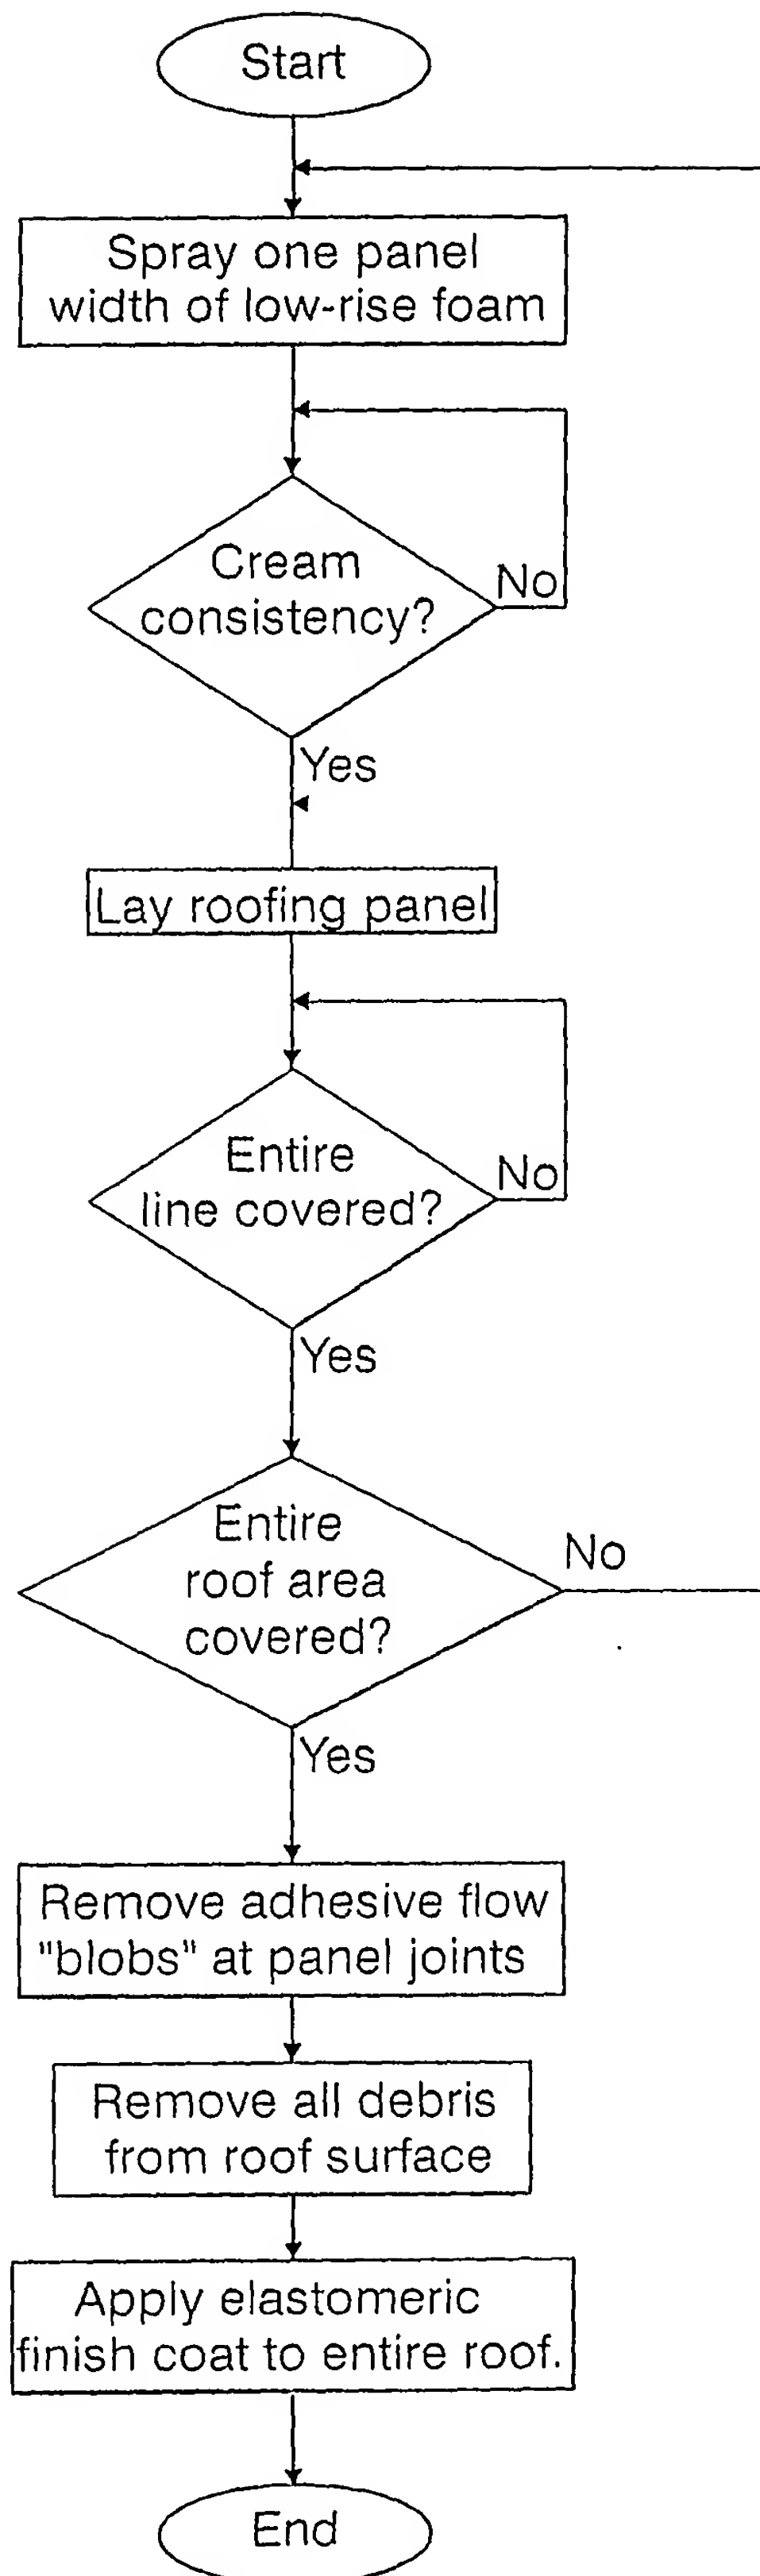 Start
Spray one panel
width of low-rise foam
Cream
consistency?
No
Yes
Lay roofing panel
Entire
line covered?
No
Yes
Entire
roof area
covered?
No
Yes
Remove adhesive flow
"blobs" at panel joints
Remove all debris
from roof surface
Apply elastomeric
finish coat to entire roof.
End